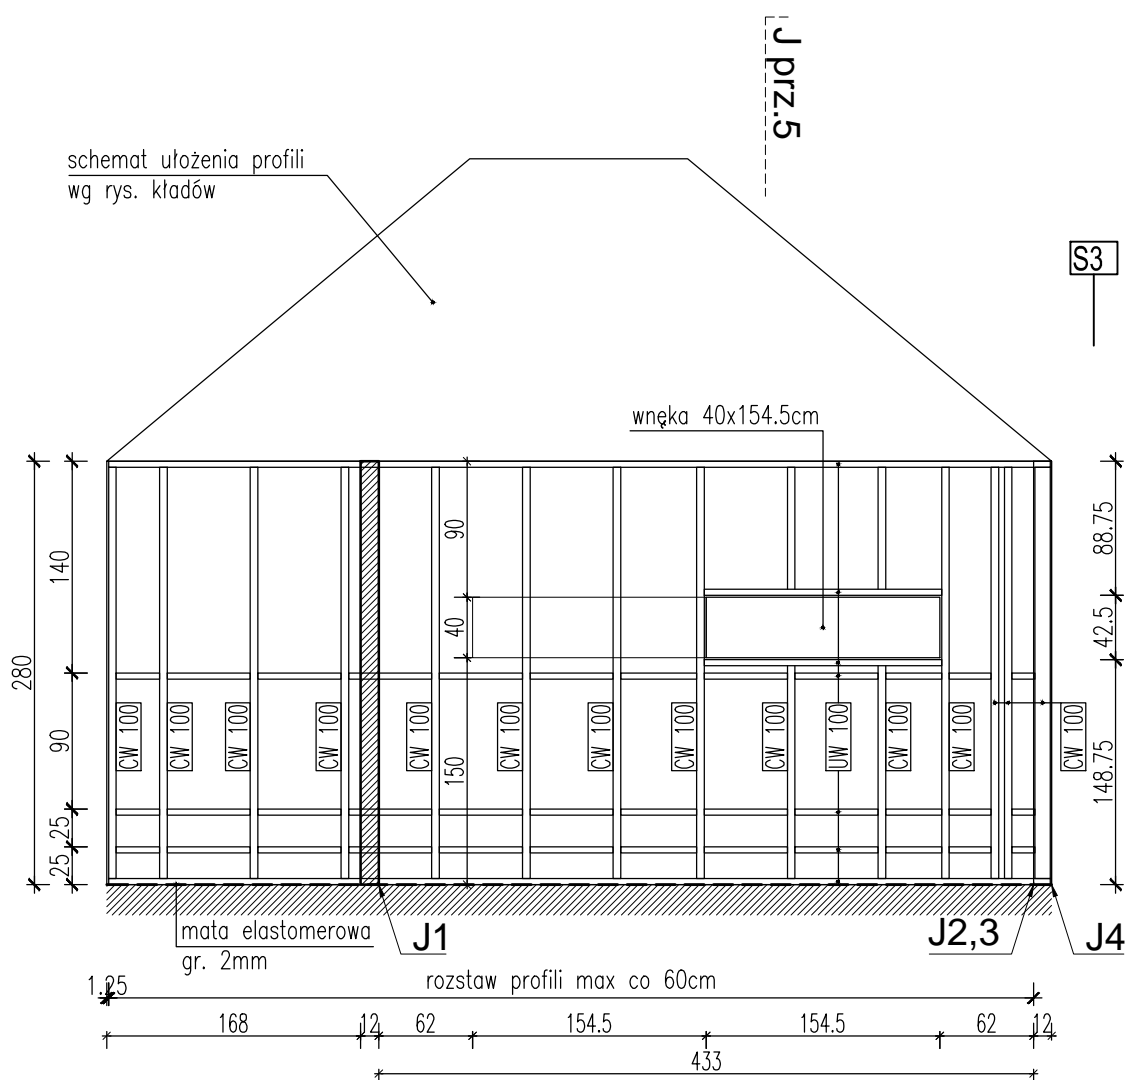 J prz.5
schemat ułożenia profili
wg rys. kładów
S3
wnęka 40x154.5cm
280
140
90
25
25
90
40
150
88.75
42.5
148.75
CW 100
CW 100
CW 100
CW 100
CW 100
CW 100
CW 100
CW 100
CW 100
UW 100
CW 100
CW 100
CW 100
mata elastomerowa
gr. 2mm
J1
J2,3
J4
1.25
rozstaw profili max co 60cm
168
12
62
154.5
154.5
62
12
433